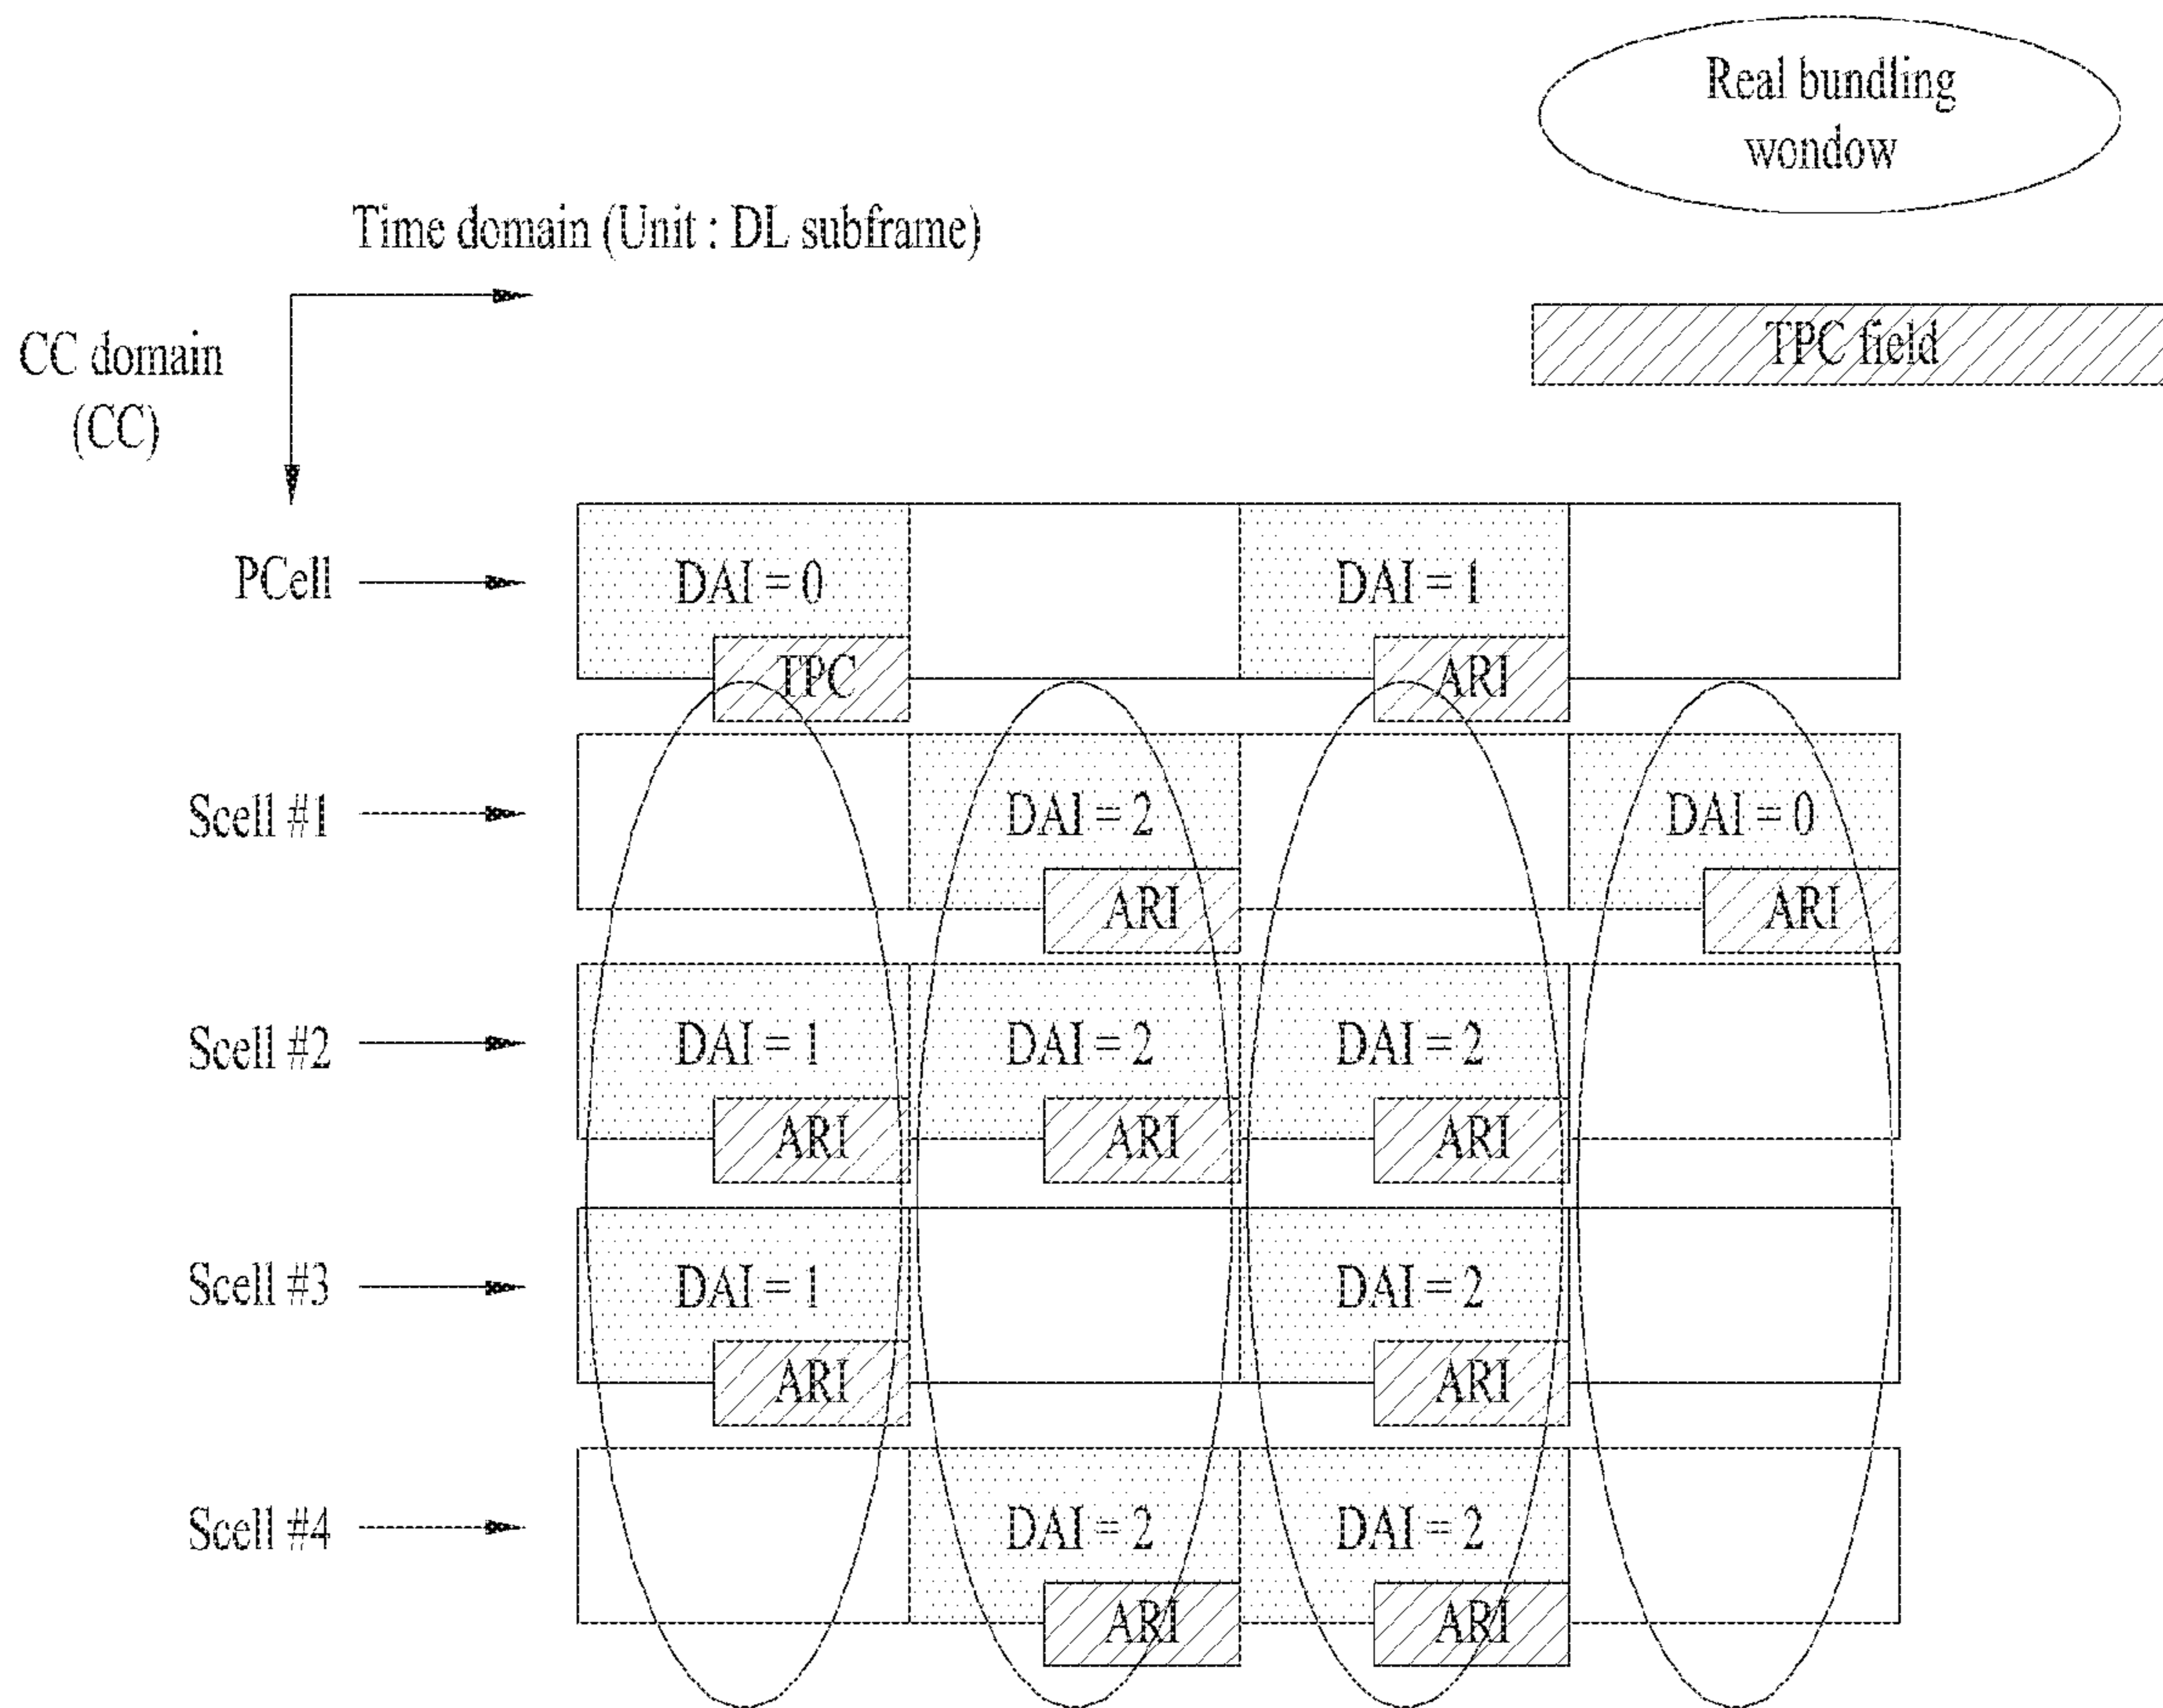 Real bundling
wondow
Time domain (Unit : DL subframe)
TPC field
CC domain
(CC)
PCell
DAI = 0
DAI = 1
TPC
ARI
Scell #1
DAI = 2
DAI = 0
ARI
ARI
Scell #2
DAI = 1
DAI = 2
DAI = 2
ARI
ARI
ARI
Scell #3
DAI = 1
DAI = 2
ARI
ARI
Scell #4
DAI = 2
DAI = 2
ARI
ARI